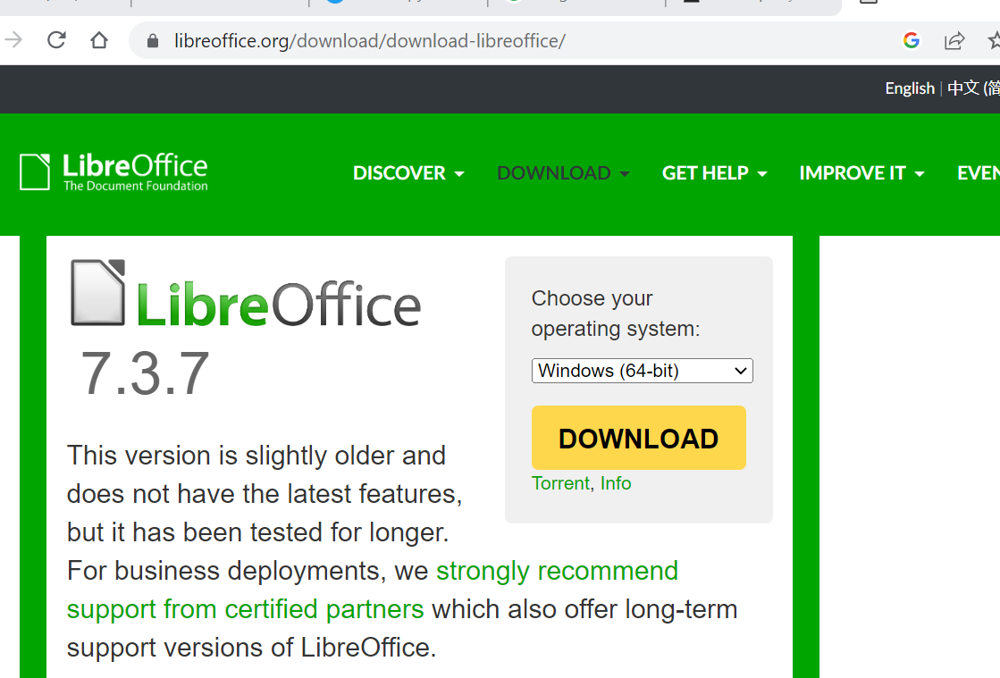 libreoffice.org/download/download-libreoffice/
English | 中文 (简
LibreOffice
The Document Foundation
DISCOVER
DOWNLOAD
GET HELP
IMPROVE IT
EVEN
LibreOffice
7.3.7
This version is slightly older and
does not have the latest features,
but it has been tested for longer.
For business deployments, we strongly recommend
support from certified partners which also offer long-term
support versions of LibreOffice.
Choose your
operating system:
Windows (64-bit)
DOWNLOAD
Torrent, Info